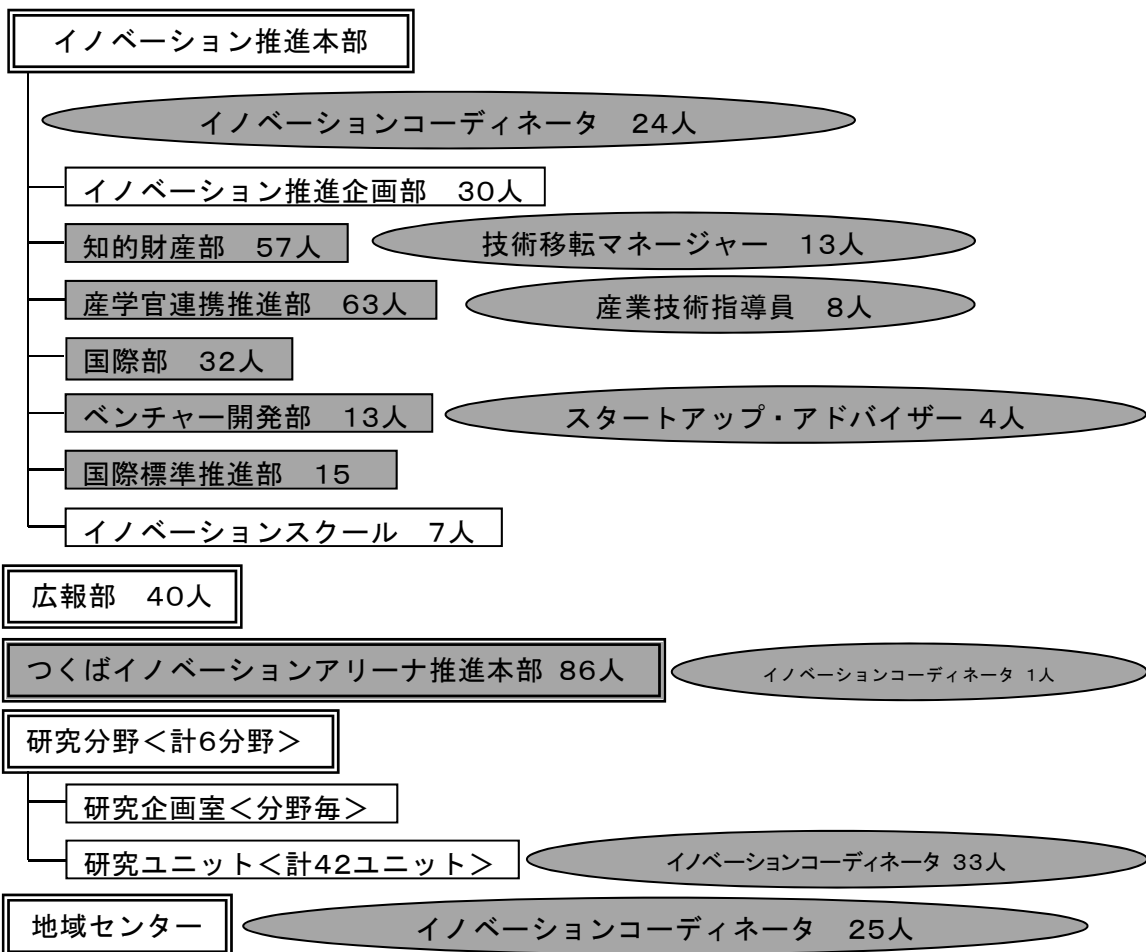 イノベーション推進本部
イノベーションコーディネータ　24人
イノベーション推進企画部　30人
知的財産部　57人　技術移転マネージャー　13人
産学官連携推進部　63人　産業技術指導員　8人
国際部　32人
ベンチャー開発部　13人　スタートアップ・アドバイザー 4人
国際標準推進部　15
イノベーションスクール　7人
広報部　40人
つくばイノベーションアリーナ推進本部 86人　イノベーションコーディネータ 1人
研究分野＜計6分野＞
研究企画室＜分野毎＞
研究ユニット＜計42ユニット＞　イノベーションコーディネータ 33人
地域センター　イノベーションコーディネータ　25人